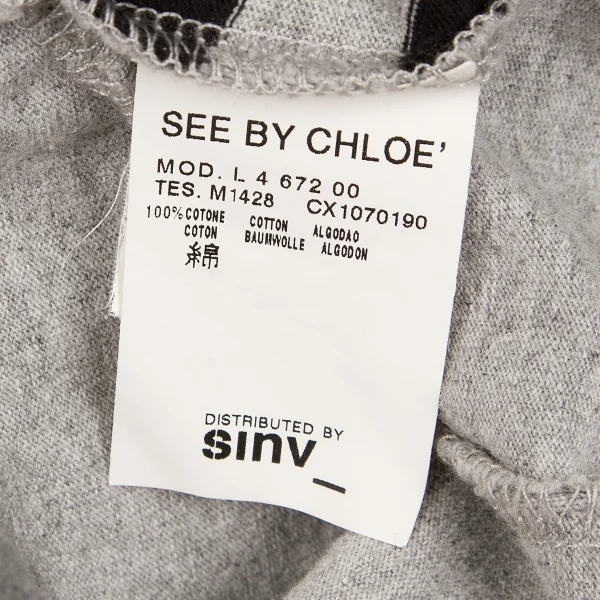 SEE BY CHLOE'
MOD. L 4 672 00
TES. M1428 CX1070190
100% COTONE COTTON ALGODAO
COTON BAUMWOLLE ALGODON
綿
DISTRIBUTED BY
sinv_